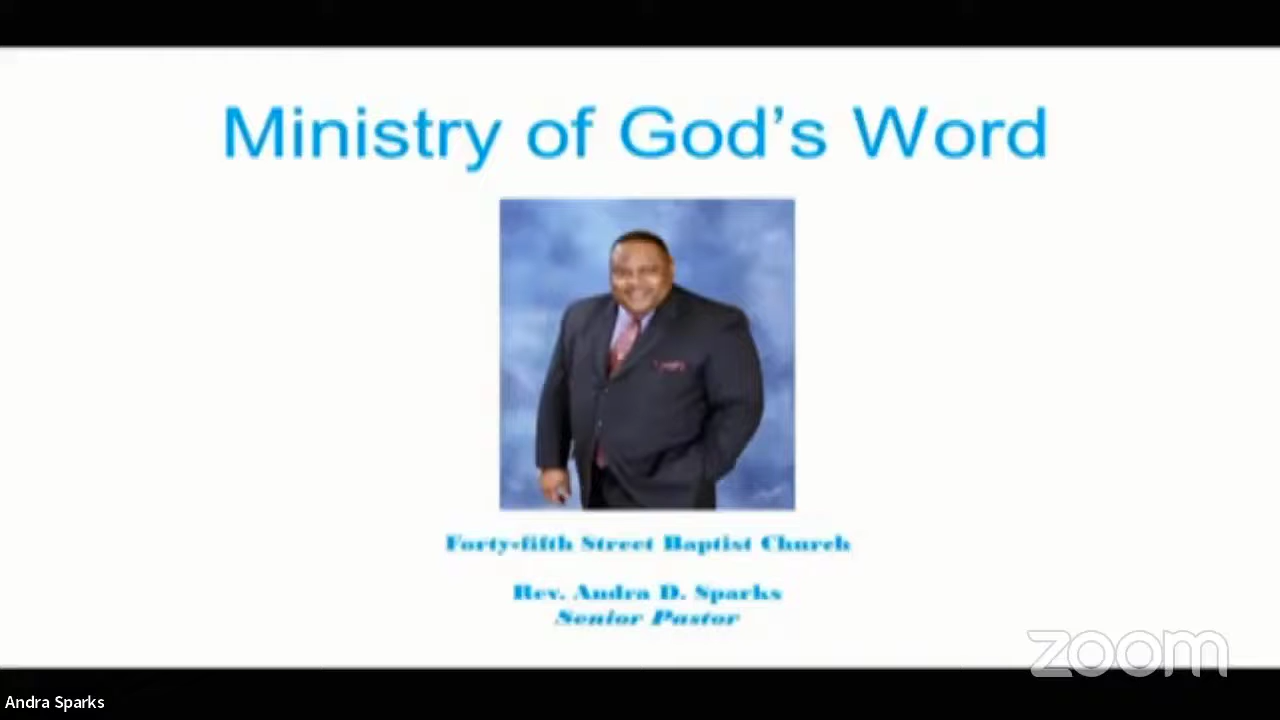 Ministry of God's Word
Forty-fifth Street Baptist Church
Rev. Andra D. Sparks
Senior Pastor
zoom
Andra Sparks